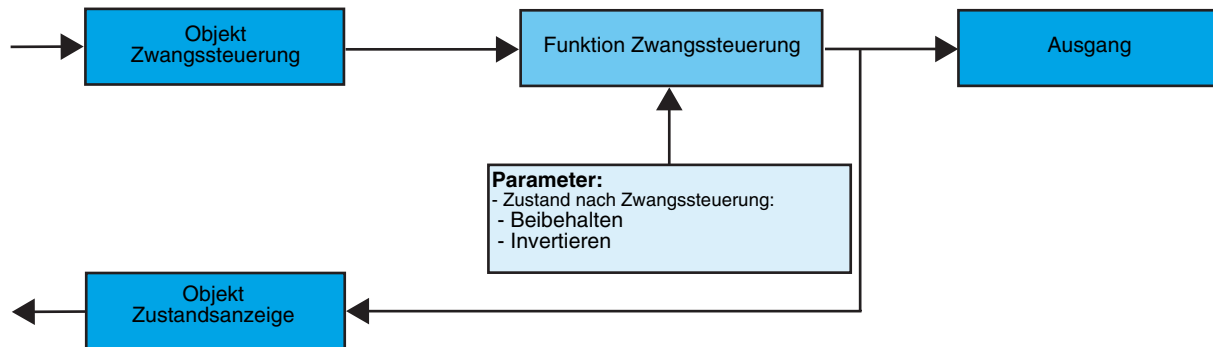 Objekt
Zwangssteuerung
Funktion Zwangssteuerung
Ausgang
Parameter:
- Zustand nach Zwangssteuerung:
- Beibehalten
- Invertieren
Objekt
Zustandsanzeige